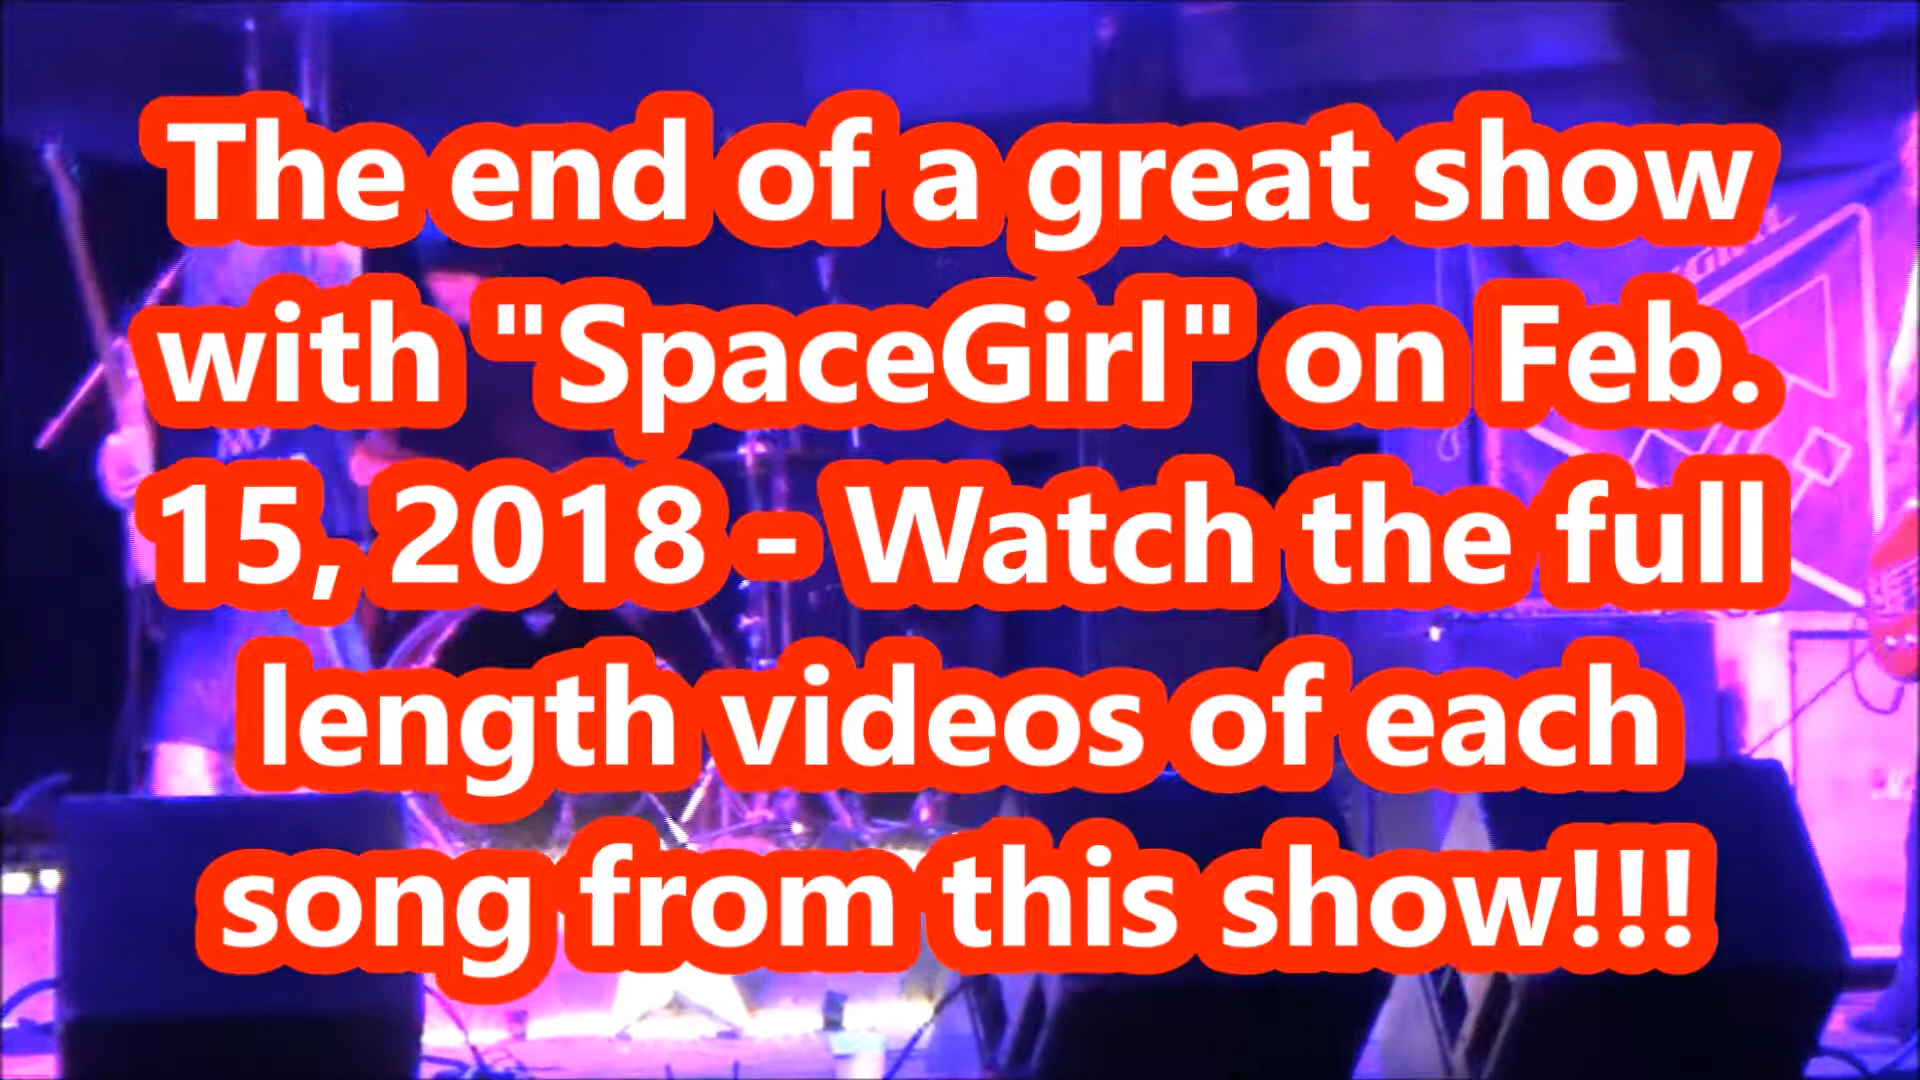 The end of a great show
with "SpaceGirl" on Feb.
15, 2018 - Watch the full
length videos of each
song from this show!!!